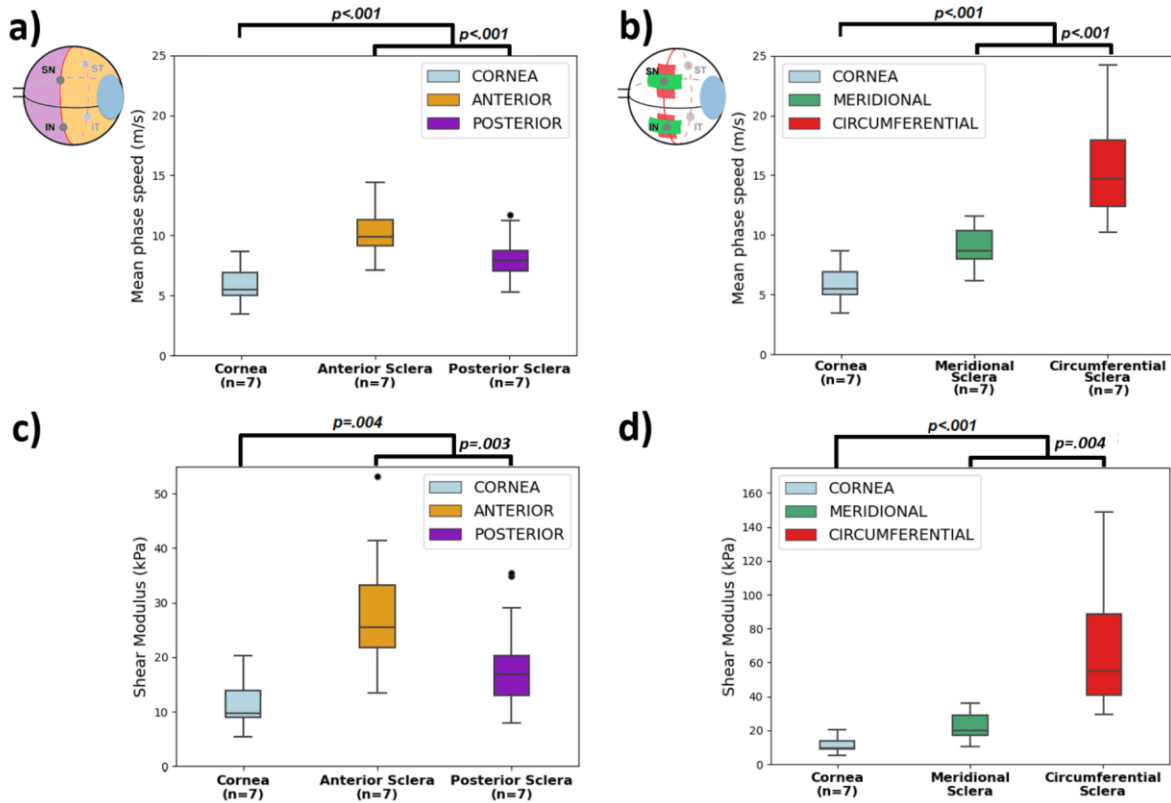 a)
p<.001
p<.001
SN
ST
IN
IT
25
20
15
10
5
0
Mean phase speed (m/s)
CORNEA
ANTERIOR
POSTERIOR
Cornea
(n=7)
Anterior Sclera
(n=7)
Posterior Sclera
(n=7)
b)
p<.001
p<.001
SN
ST
IN
IT
25
20
15
10
5
0
Mean phase speed (m/s)
CORNEA
MERIDIONAL
CIRCUMFERENTIAL
Cornea
(n=7)
Meridional
Sclera
(n=7)
Circumferential
Sclera
(n=7)
c)
p=.004
p=.003
50
40
30
20
10
0
Shear Modulus (kPa)
CORNEA
ANTERIOR
POSTERIOR
Cornea
(n=7)
Anterior Sclera
(n=7)
Posterior Sclera
(n=7)
d)
p<.001
p=.004
160
140
120
100
80
60
40
20
0
Shear Modulus (kPa)
CORNEA
MERIDIONAL
CIRCUMFERENTIAL
Cornea
(n=7)
Meridional
Sclera
Circumferential
Sclera